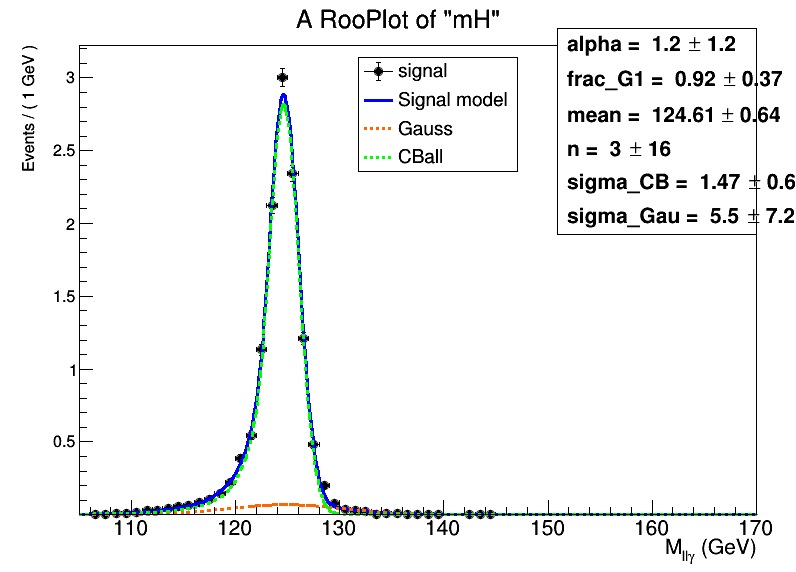 A RooPlot of "mH"
Events / ( 1 GeV )
3
2.5
2
1.5
1
0.5
signal
Signal model
Gauss
CBall
alpha = 1.2 ± 1.2
frac_G1 = 0.92 ± 0.37
mean = 124.61 ± 0.64
n = 3 ± 16
sigma_CB = 1.47 ± 0.6
sigma_Gau = 5.5 ± 7.2
110 120 130 140 150 160 170
M_{llγ} (GeV)